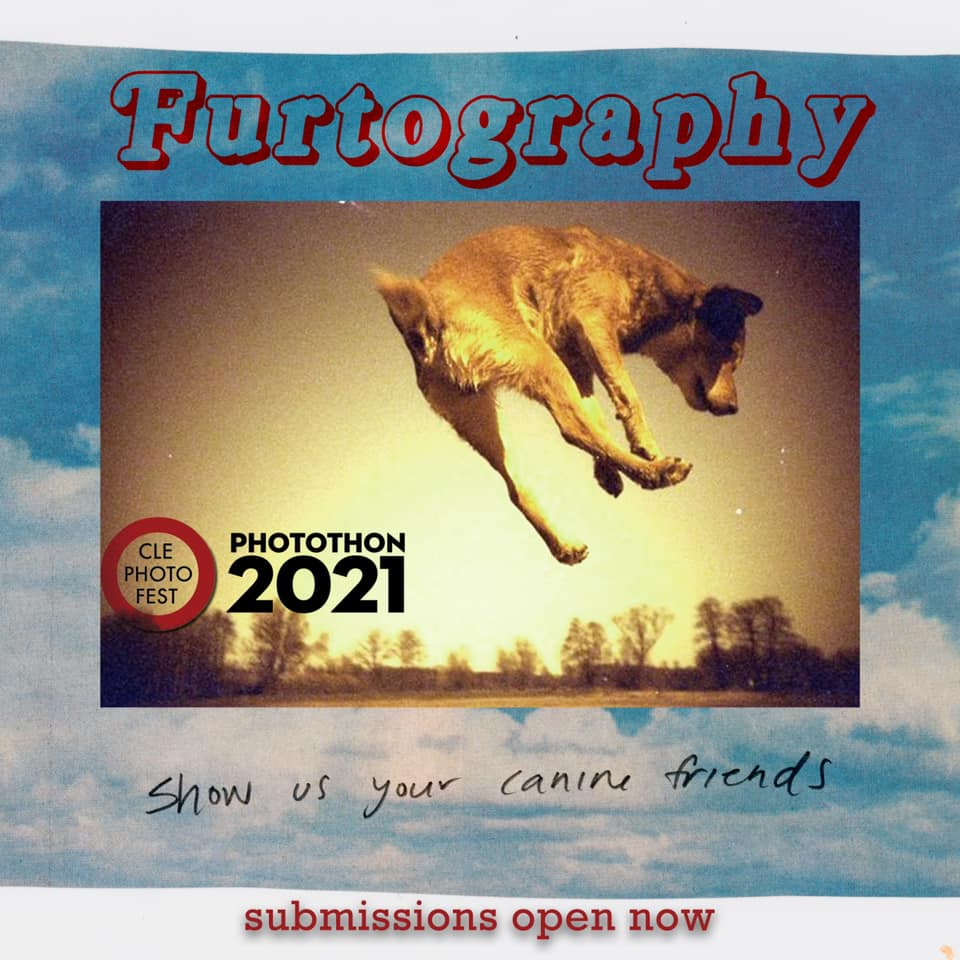 Furtography
CLE
PHOTO
FEST
PHOTOTHON
2021
show us your canine friends
submissions open now